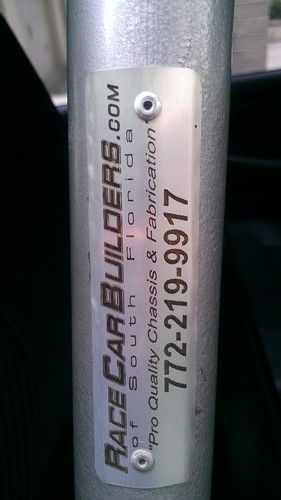 RACECARBUILDERS.COM
of South Florida
"Pro Quality Chassis & Fabrication"
772-219-9917